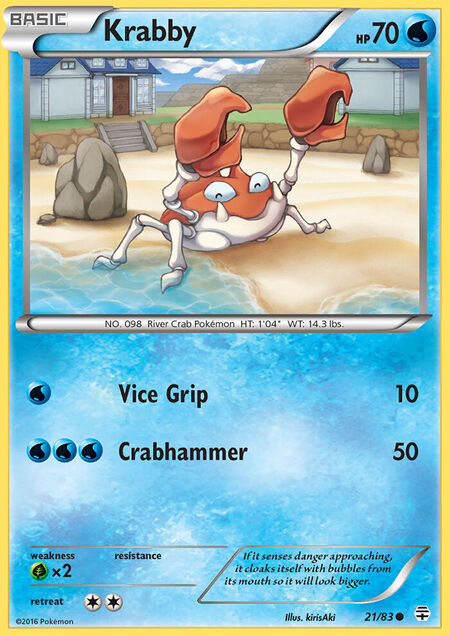 BASIC
Krabby HP70
NO. 098 River Crab Pokémon HT: 1'04" WT: 14.3 lbs.
Vice Grip 10
Crabhammer 50
weakness resistance
×2
If it senses danger approaching,
it cloaks itself with bubbles from
its mouth so it will look bigger.
retreat
©2016 Pokémon Illus. kirisAki 21/83